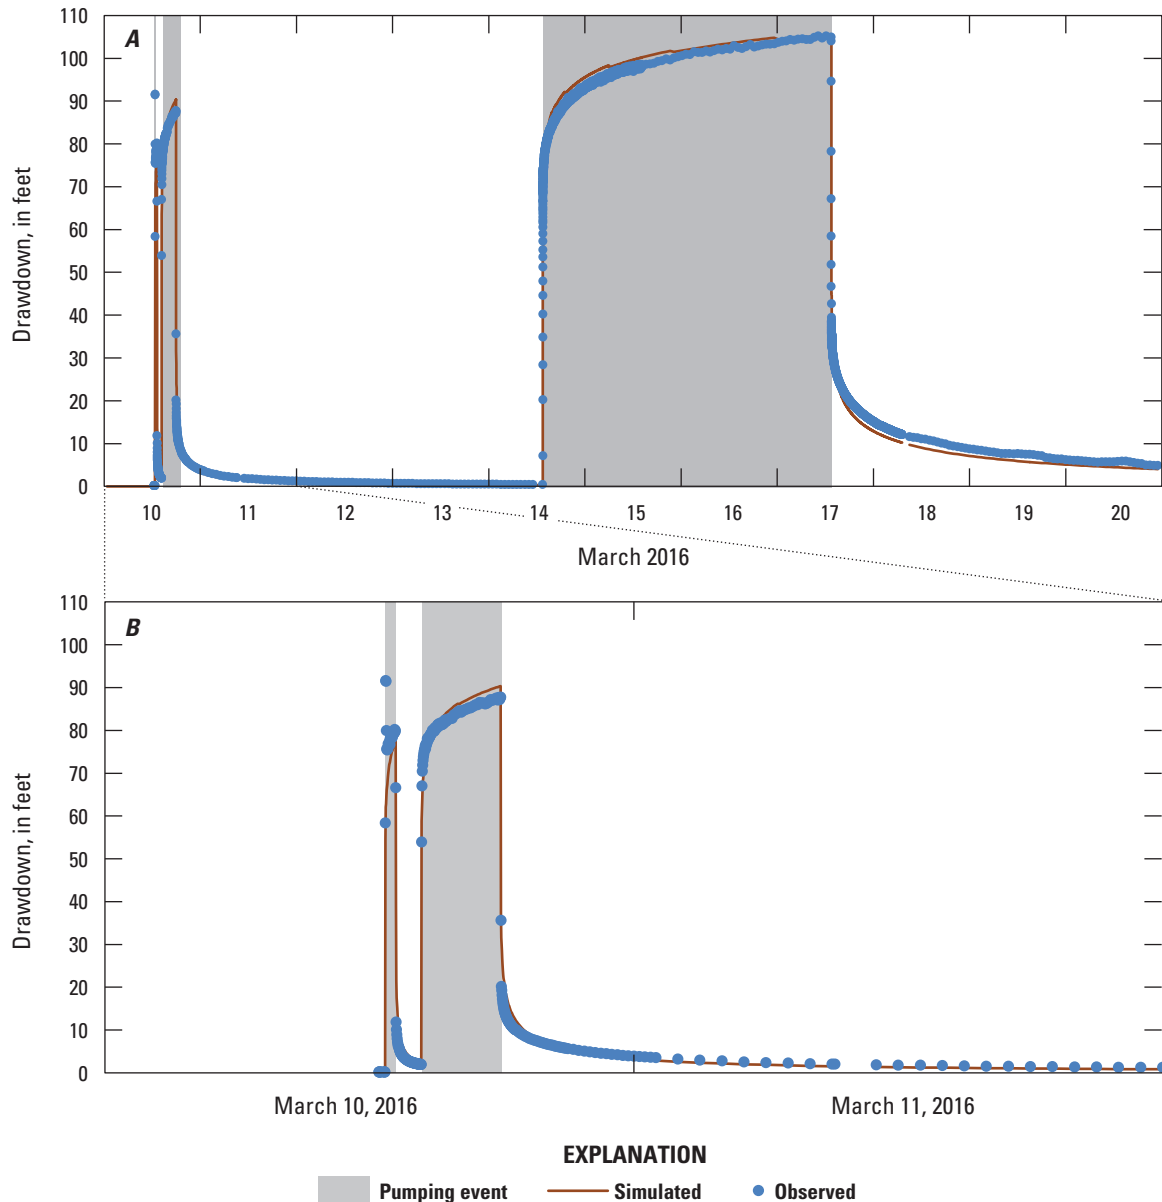 A
110
100
90
80
70
60
50
40
30
20
10
0
Drawdown, in feet
10 11 12 13 14 15 16 17 18 19 20
March 2016
B
110
100
90
80
70
60
50
40
30
20
10
0
Drawdown, in feet
March 10, 2016 March 11, 2016
EXPLANATION
Pumping event Simulated Observed